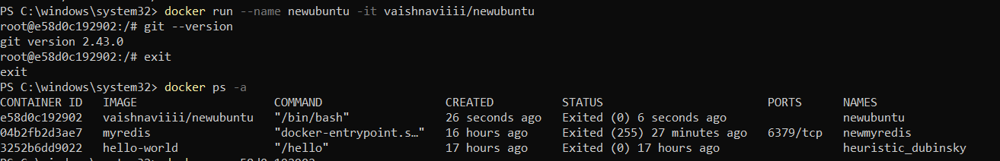 PS C:\windows\system32> docker run --name newubuntu -it vaishnaviiii/newubuntu
root@e58d0c192902:/# git --version
git version 2.43.0
root@e58d0c192902:/# exit
exit
PS C:\windows\system32> docker ps -a
CONTAINER ID   IMAGE                    COMMAND                  CREATED          STATUS                        PORTS      NAMES
e58d0c192902   vaishnaviiii/newubuntu   "/bin/bash"              26 seconds ago   Exited (0) 6 seconds ago                 newubuntu
04b2fb2d3ae7   myredis                  "docker-entrypoint.s…"   16 hours ago     Exited (255) 27 minutes ago   6379/tcp   newmyredis
3252b6dd9022   hello-world              "/hello"                 17 hours ago     Exited (0) 17 hours ago                  heuristic_dubinsky